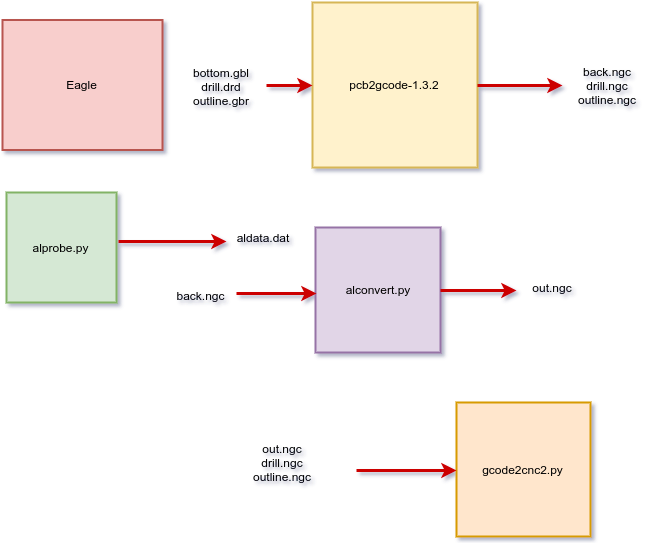 Eagle
bottom.gbl
drill.drd
outline.gbr
pcb2gcode-1.3.2
back.ngc
drill.ngc
outline.ngc
alprobe.py
aldata.dat
back.ngc
alconvert.py
out.ngc
out.ngc
drill.ngc
outline.ngc
gcode2cnc2.py